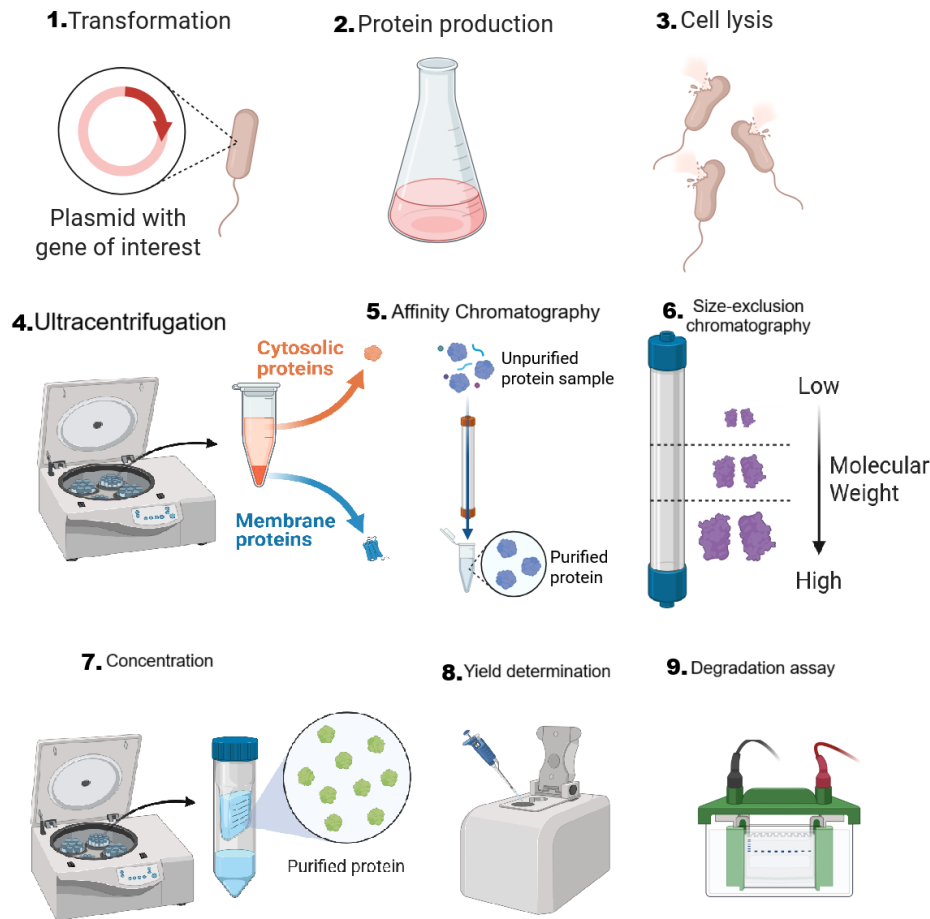 1. Transformation
Plasmid with
gene of interest
2. Protein production
3. Cell lysis
4. Ultracentrifugation
Cytosolic
proteins
Membrane
proteins
5. Affinity Chromatography
Unpurified
protein sample
Purified
protein
6. Size-exclusion
chromatography
Low
Molecular
Weight
High
7. Concentration
Purified protein
8. Yield determination
9. Degradation assay